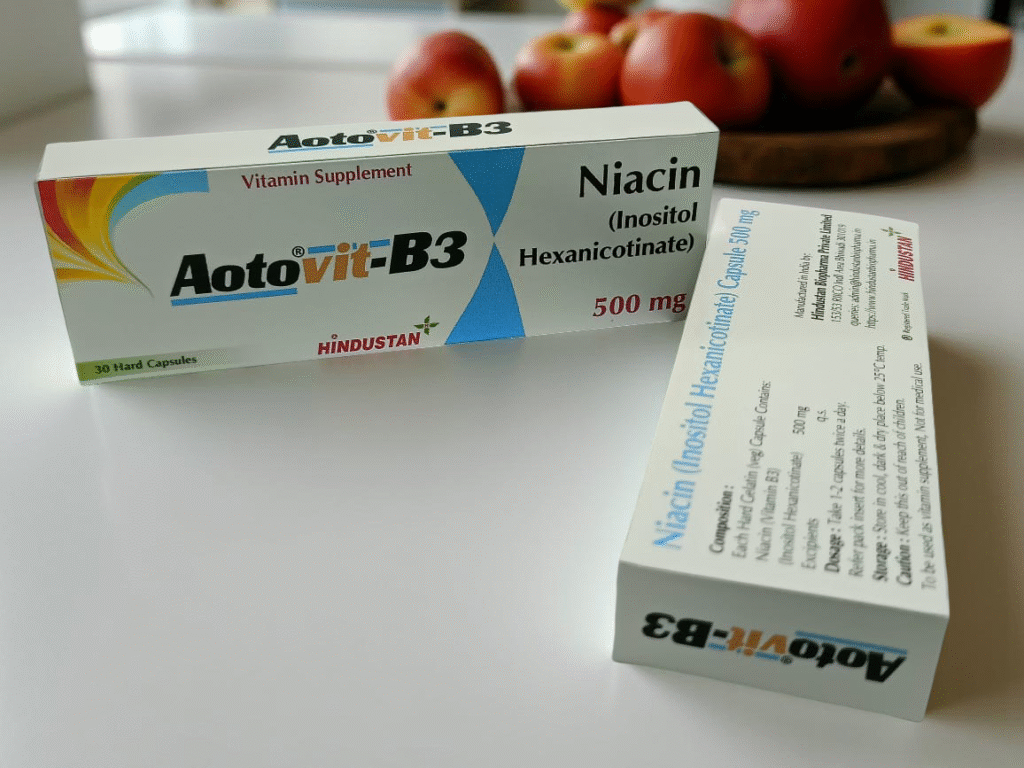 Aotovit®-B3
Vitamin Supplement
Aotovit®-B3
Niacin
(Inositol
Hexanicotinate)
500 mg
HINDUSTAN
30 Hard Capsules
Niacin (Inositol Hexanicotinate) Capsule 500 mg
Composition :
Each Hard Gelatin (veg) Capsule Contains:
Niacin (Vitamin B3)
(Inositol Hexanicotinate) 500 mg
Excipients q.s.
Dosage : Take 1-2 capsules twice a day.
Refer pack insert for more details.
Storage : Store in cool, dark & dry place below 25°C temp.
Caution : Keep this out of reach of children.
To be used as vitamin supplement, Not for medical use.
Manufactured in India by:
Hindustan Biopharma Private Limited
® Registered Trade Mark
HINDUSTAN
Aotovit®-B3